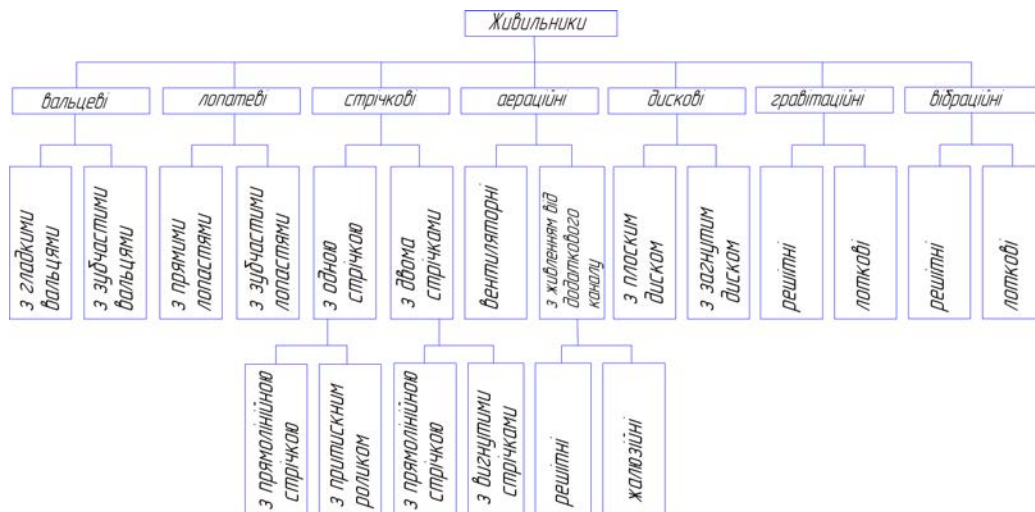 Живильники
вальцеві
лопатеві
стрічкові
аераційні
дискові
гравітаційні
вібраційні
з гладкими
вальцями
з зубчастими
вальцями
з прямими
лопастями
з зубчастими
лопастями
з одною
стрічкою
з двома
стрічками
вентиляторні
з живленням від
додаткового
каналу
з плоским
диском
з загнутим
диском
решітні
лоткові
решітні
лоткові
з прямолінійною
стрічкою
з притискним
роликом
з прямолінійною
стрічкою
з вигнутими
стрічками
решітні
жалюзійні